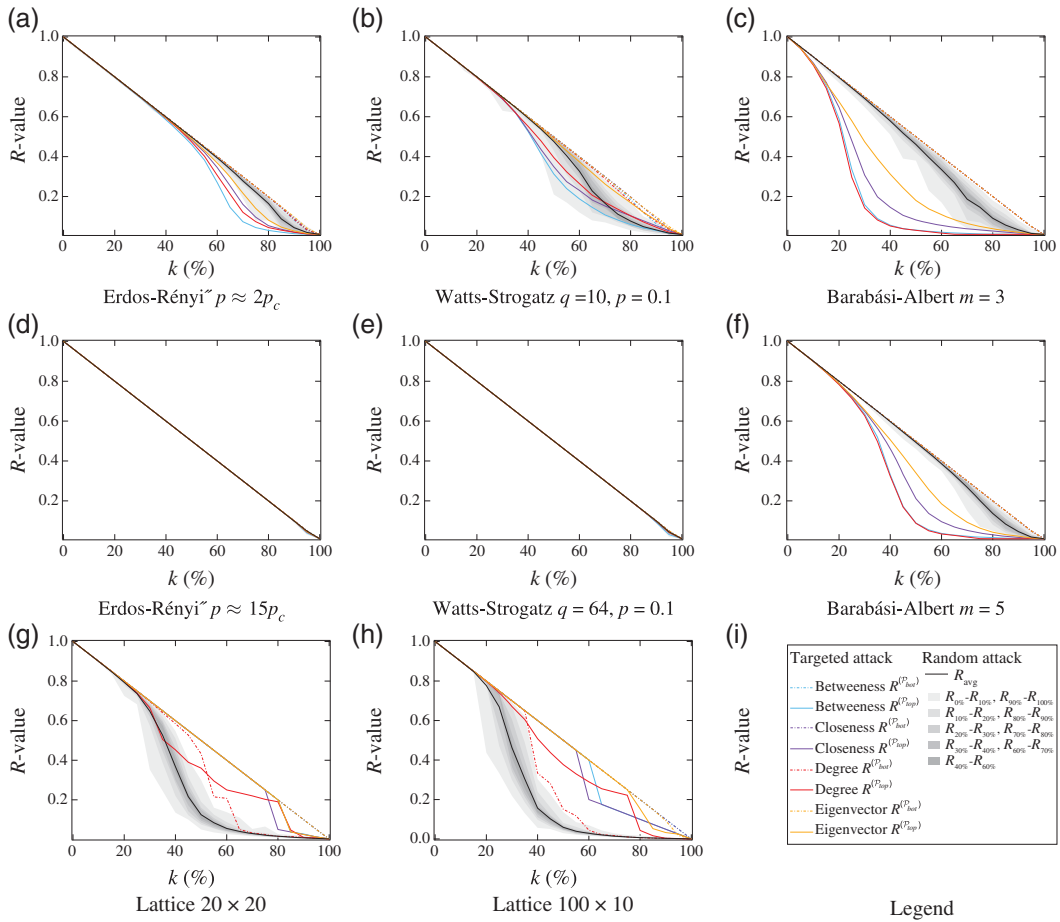 (a)
(b)
(c)
1.0
0.8
0.6
0.4
0.2
R-value
0 20 40 60 80 100
k (%)
Erdos-Rényi˝ p ≈ 2p_c
1.0
0.8
0.6
0.4
0.2
R-value
0 20 40 60 80 100
k (%)
Watts-Strogatz q =10, p = 0.1
1.0
0.8
0.6
0.4
0.2
R-value
0 20 40 60 80 100
k (%)
Barabási-Albert m = 3
(d)
(e)
(f)
1.0
0.8
0.6
0.4
0.2
R-value
0 20 40 60 80 100
k (%)
Erdos-Rényi˝ p ≈ 15p_c
1.0
0.8
0.6
0.4
0.2
R-value
0 20 40 60 80 100
k (%)
Watts-Strogatz q = 64, p = 0.1
1.0
0.8
0.6
0.4
0.2
R-value
0 20 40 60 80 100
k (%)
Barabási-Albert m = 5
(g)
(h)
(i)
1.0
0.8
0.6
0.4
0.2
0.0
R-value
0 20 40 60 80 100
k (%)
Lattice 20 × 20
1.0
0.8
0.6
0.4
0.2
0.0
R-value
0 20 40 60 80 100
k (%)
Lattice 100 × 10
Targeted attack
Betweeness R^(P_bot)
Betweeness R^(P_top)
Closeness R^(P_bot)
Closeness R^(P_top)
Degree R^(P_bot)
Degree R^(P_top)
Eigenvector R^(P_bot)
Eigenvector R^(P_top)
Random attack
R_avg
R_0%-R_10%, R_90%-R_100%
R_10%-R_20%, R_80%-R_90%
R_20%-R_30%, R_70%-R_80%
R_30%-R_40%, R_60%-R_70%
R_40%-R_60%
Legend